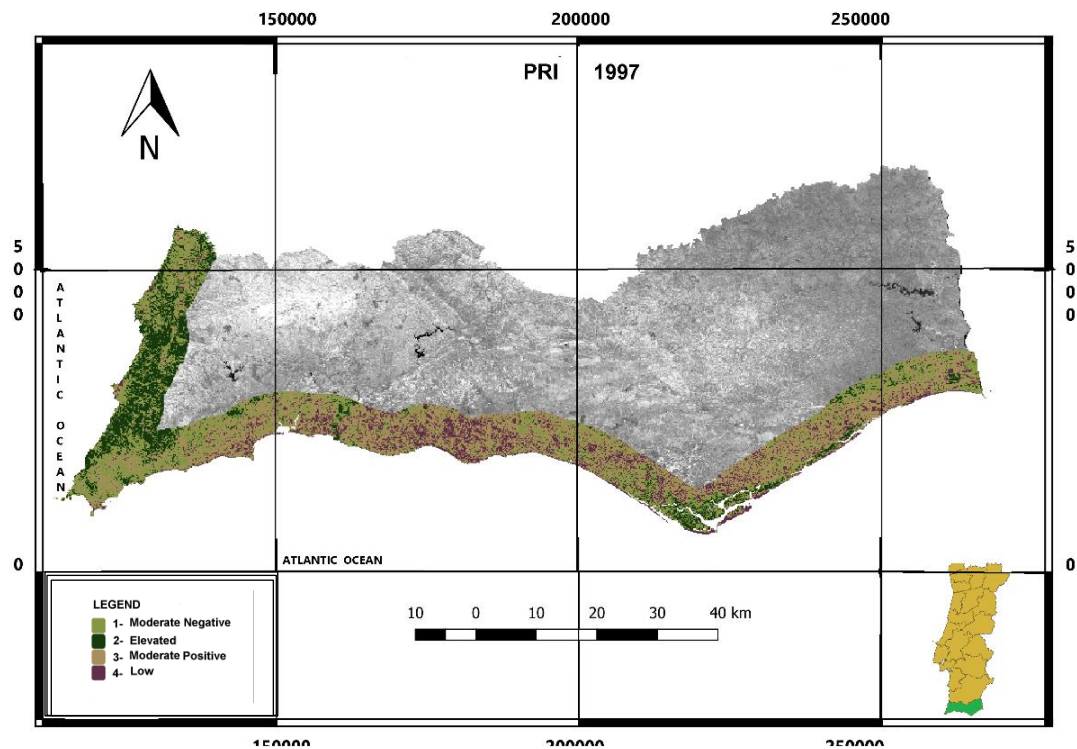 150000 200000 250000
PRI 1997
N
5
0
0
0
0
5
0
0
0
0
ATLANTIC OCEAN
ATLANTIC OCEAN
0 0
LEGEND
1- Moderate Negative
2- Elevated
3- Moderate Positive
4- Low
10 0 10 20 30 40 km
150000 200000 250000